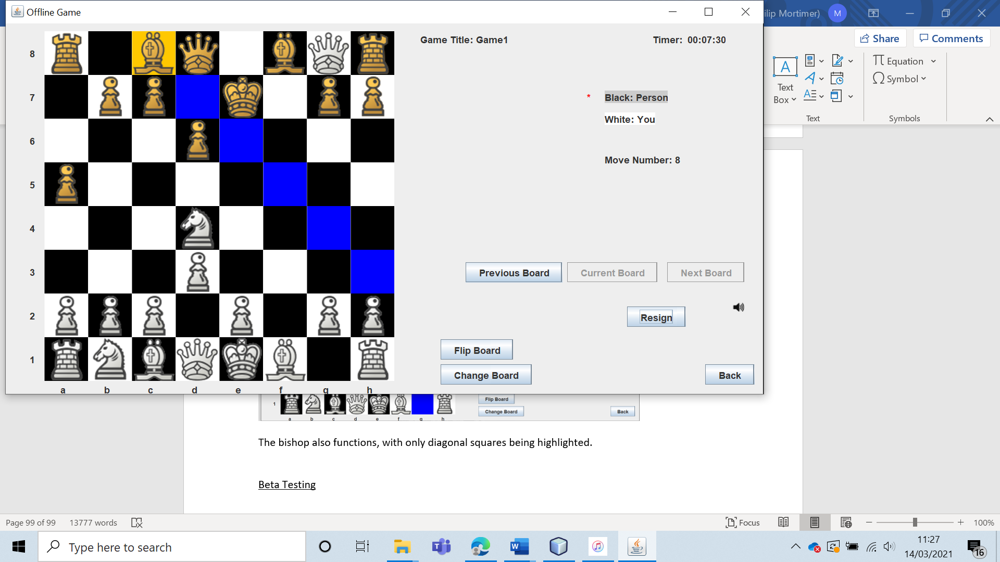 Offline Game
ilip Mortimer)
M
Share
Comments
Game Title: Game1
Timer: 00:07:30
8
7
6
5
4
3
2
1
a b c d e f g h
* Black: Person
White: You
Move Number: 8
Previous Board
Current Board
Next Board
Resign
Flip Board
Change Board
Back
A
Text
Box
Equation
Symbol
Text
Symbols
1
a b c d e f g h
Flip Board
Change Board
Back
The bishop also functions, with only diagonal squares being highlighted.
Beta Testing
Page 99 of 99
13777 words
Focus
100%
Type here to search
T
W
11:27
14/03/2021
16